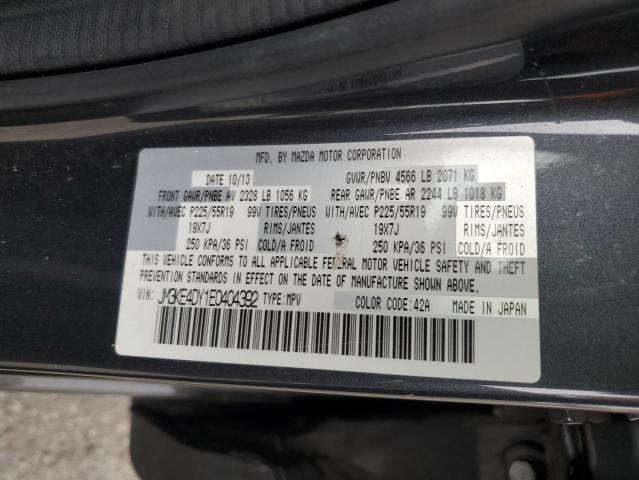 MFD. BY MAZDA MOTOR CORPORATION
DATE 10/13 GVWR/PNBV 4566 LB 2071 KG
FRONT GAWR/PNBE AV 2328 LB 1056 KG REAR GAWR/PNBE AR 2244 LB 1018 KG
WITH/AVEC P225/55R19 99V TIRES/PNEUS WITH/AVEC P225/55R19 99V TIRES/PNEUS
19X7J RIMS/JANTES 19X7J RIMS/JANTES
250 KPA/36 PSI COLD/A FROID 250 KPA/36 PSI COLD/A FROID
THIS VEHICLE CONFORMS TO ALL APPLICABLE FEDERAL MOTOR VEHICLE SAFETY AND THEFT
PREVENTION STANDARDS IN EFFECT ON THE DATE OF MANUFACTURE SHOWN ABOVE.
VIN: JM3KE4DY1E0404392 TYPE:MPV COLOR CODE:42A MADE IN JAPAN